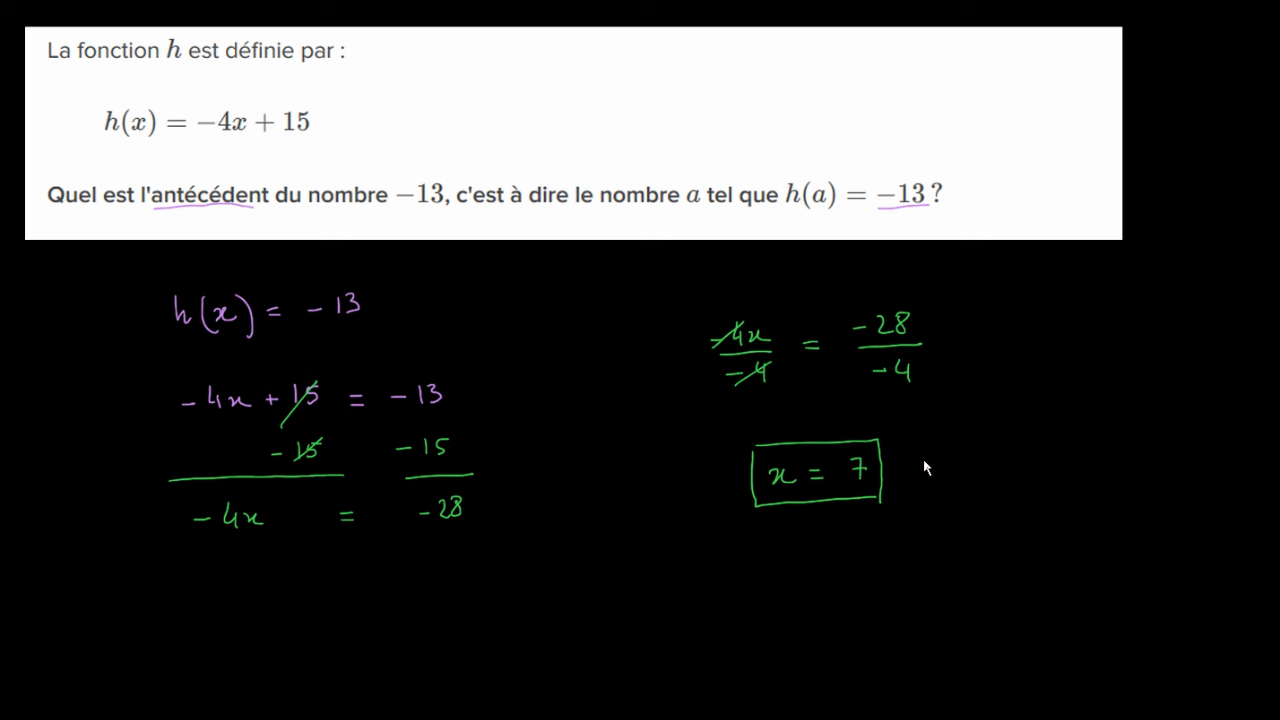 La fonction h est définie par :
h(x) = −4x + 15
Quel est l'antécédent du nombre −13, c'est à dire le nombre a tel que h(a) = −13 ?
h(x) = - 13
- 4x + 15 = - 13
- 15 - 15
- 4x = - 28
-4x / -4 = -28 / -4
x = 7